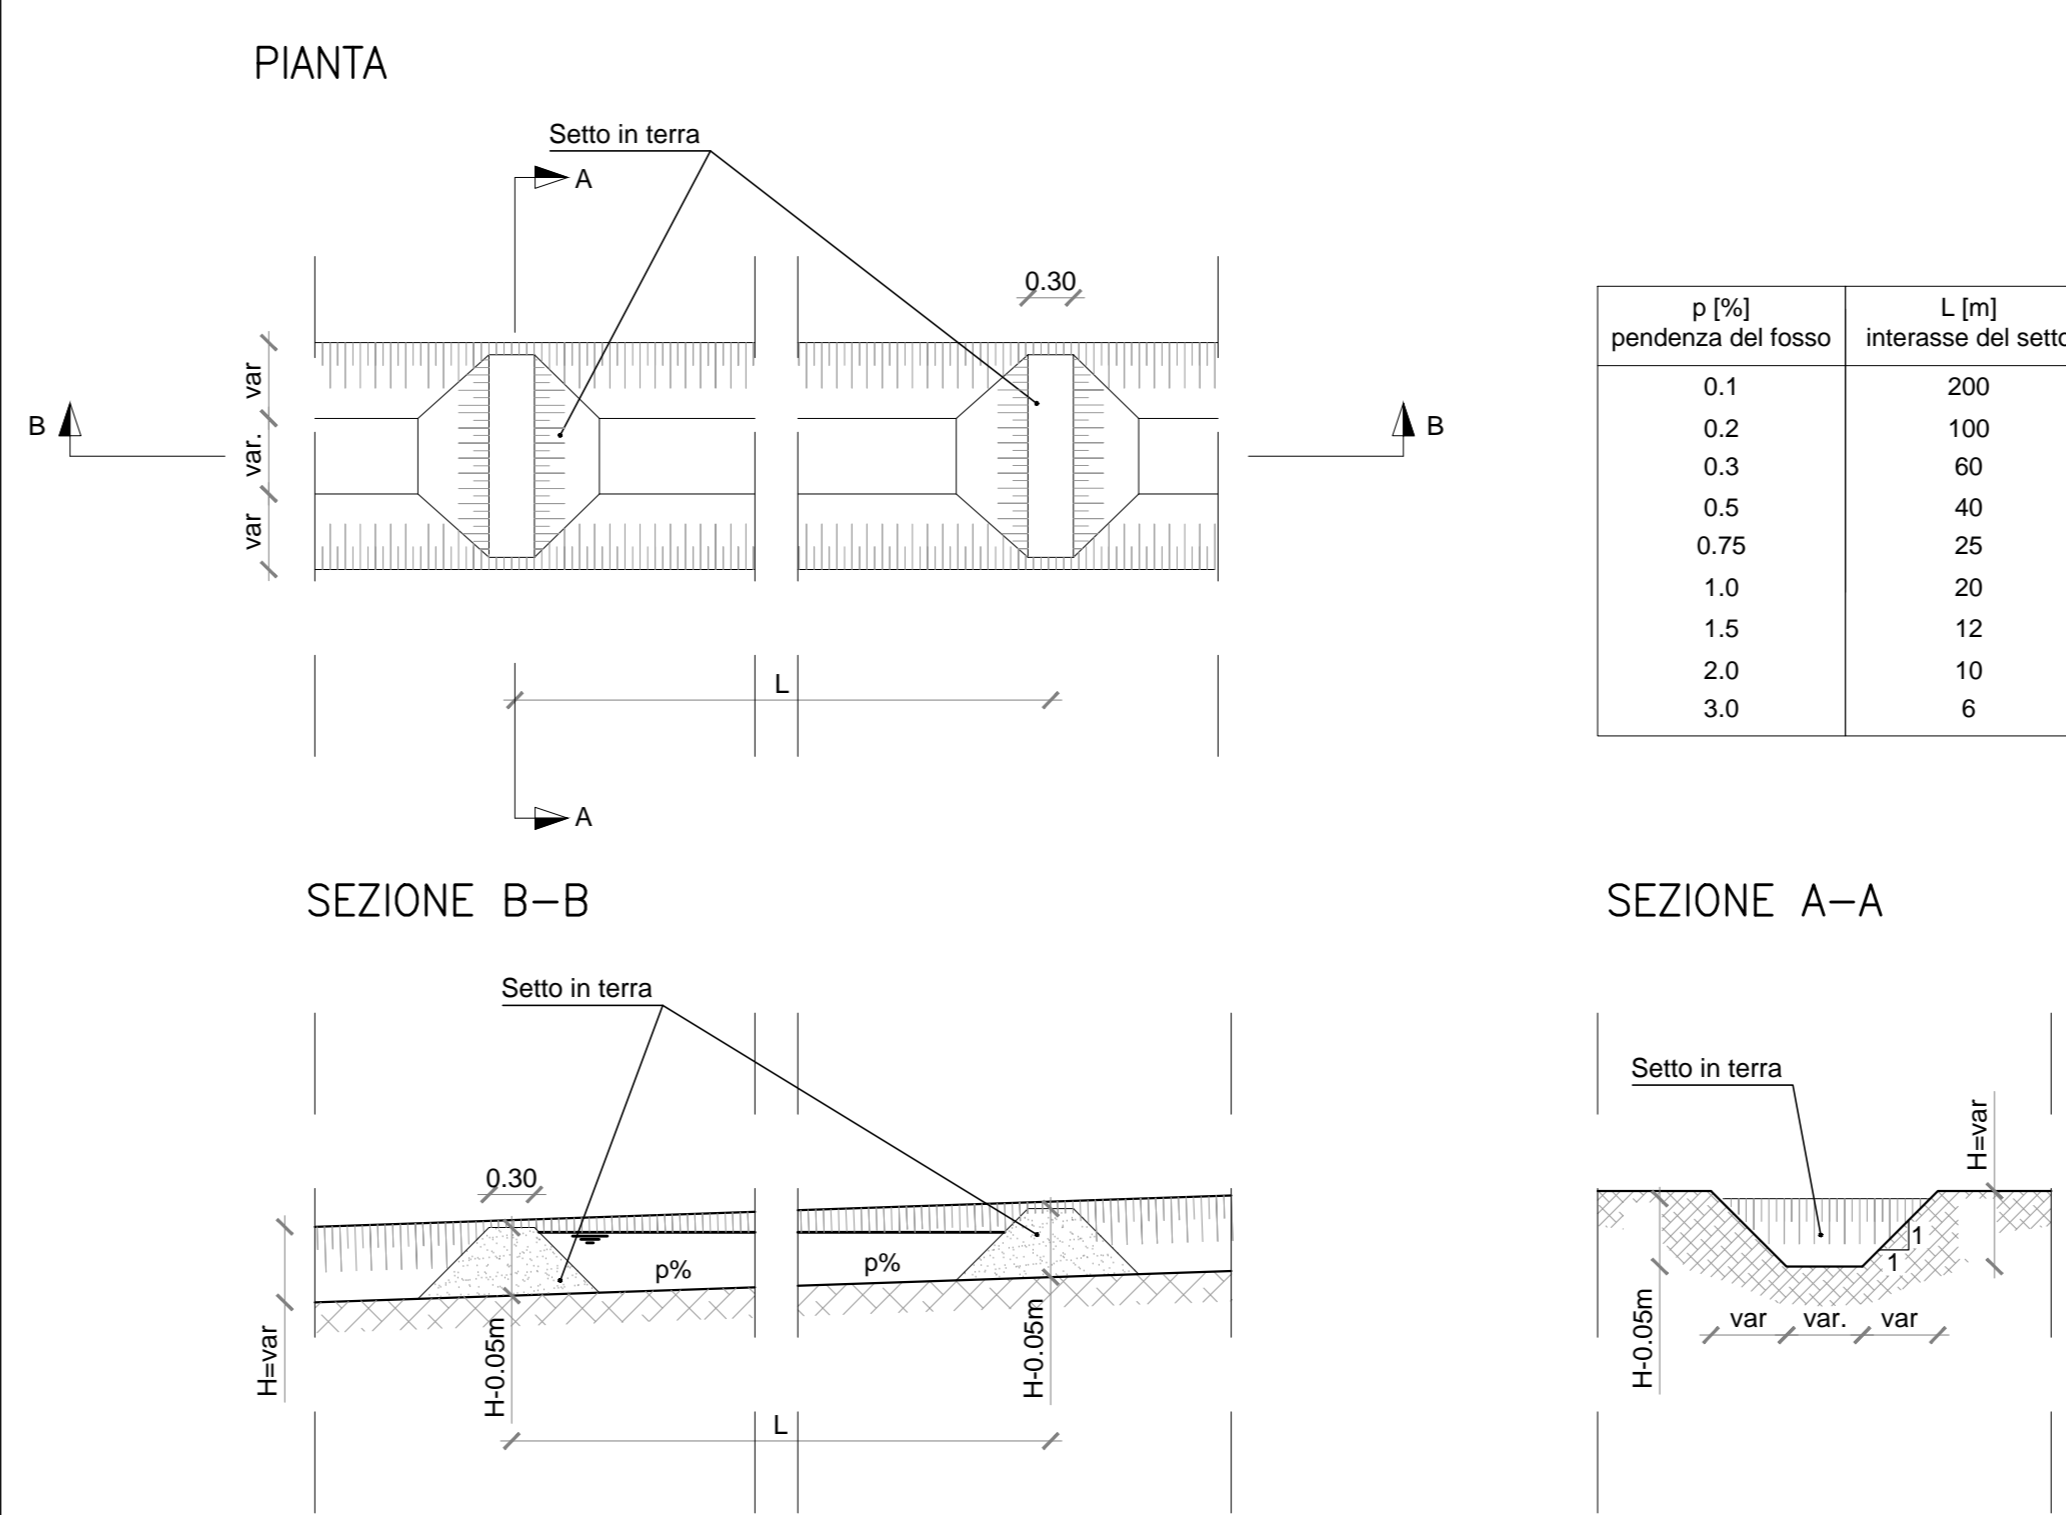 PIANTA
Setto in terra
A
0.30
var
var.
var
B
B
L
A
p [%]
pendenza del fosso
L [m]
interasse del setto
0.1 200
0.2 100
0.3 60
0.5 40
0.75 25
1.0 20
1.5 12
2.0 10
3.0 6
SEZIONE B-B
Setto in terra
0.30
p%
p%
H=var
H-0.05m
H-0.05m
L
SEZIONE A-A
Setto in terra
H=var
1
1
H-0.05m
var var. var